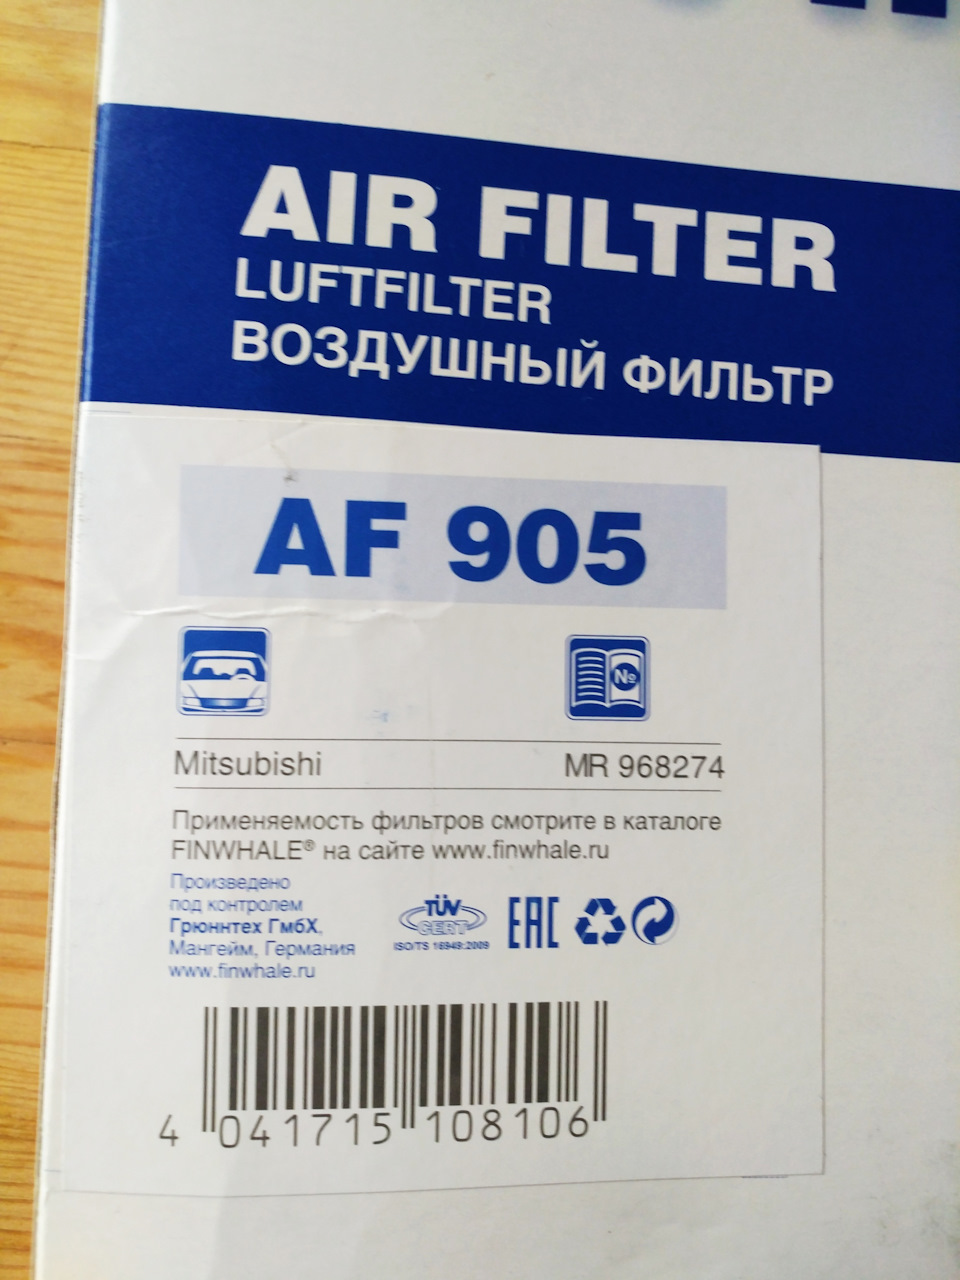 AIR FILTER
LUFTFILTER
ВОЗДУШНЫЙ ФИЛЬТР
AF 905
№
Mitsubishi MR 968274
Применяемость фильтров смотрите в каталоге
FINWHALE® на сайте www.finwhale.ru
Произведено
под контролем
Грюннтех ГмбХ,
Мангейм, Германия
www.finwhale.ru
TÜV
CERT
ISO/TS 16949:2009
EAC
4 041715 108106